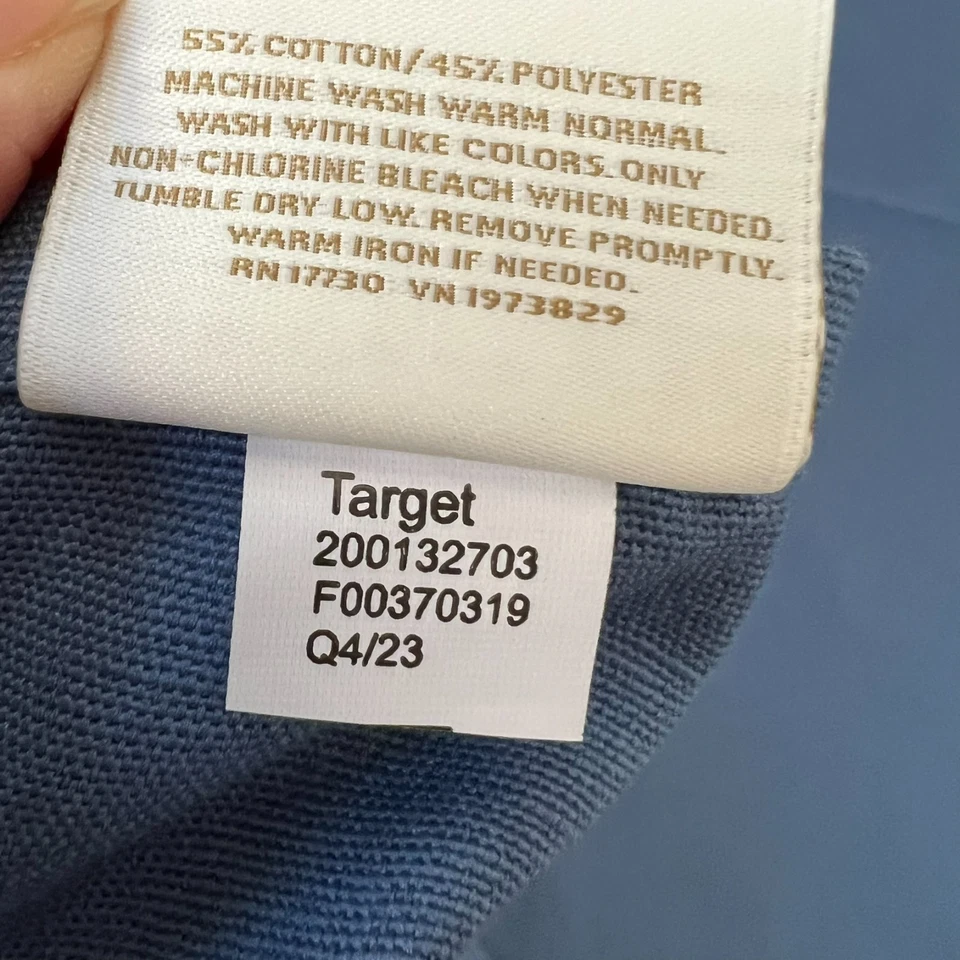 55% COTTON/45% POLYESTER
MACHINE WASH WARM NORMAL.
WASH WITH LIKE COLORS. ONLY
NON-CHLORINE BLEACH WHEN NEEDED.
TUMBLE DRY LOW. REMOVE PROMPTLY.
WARM IRON IF NEEDED.
RN 17730 VN 1973829
Target
200132703
F00370319
Q4/23